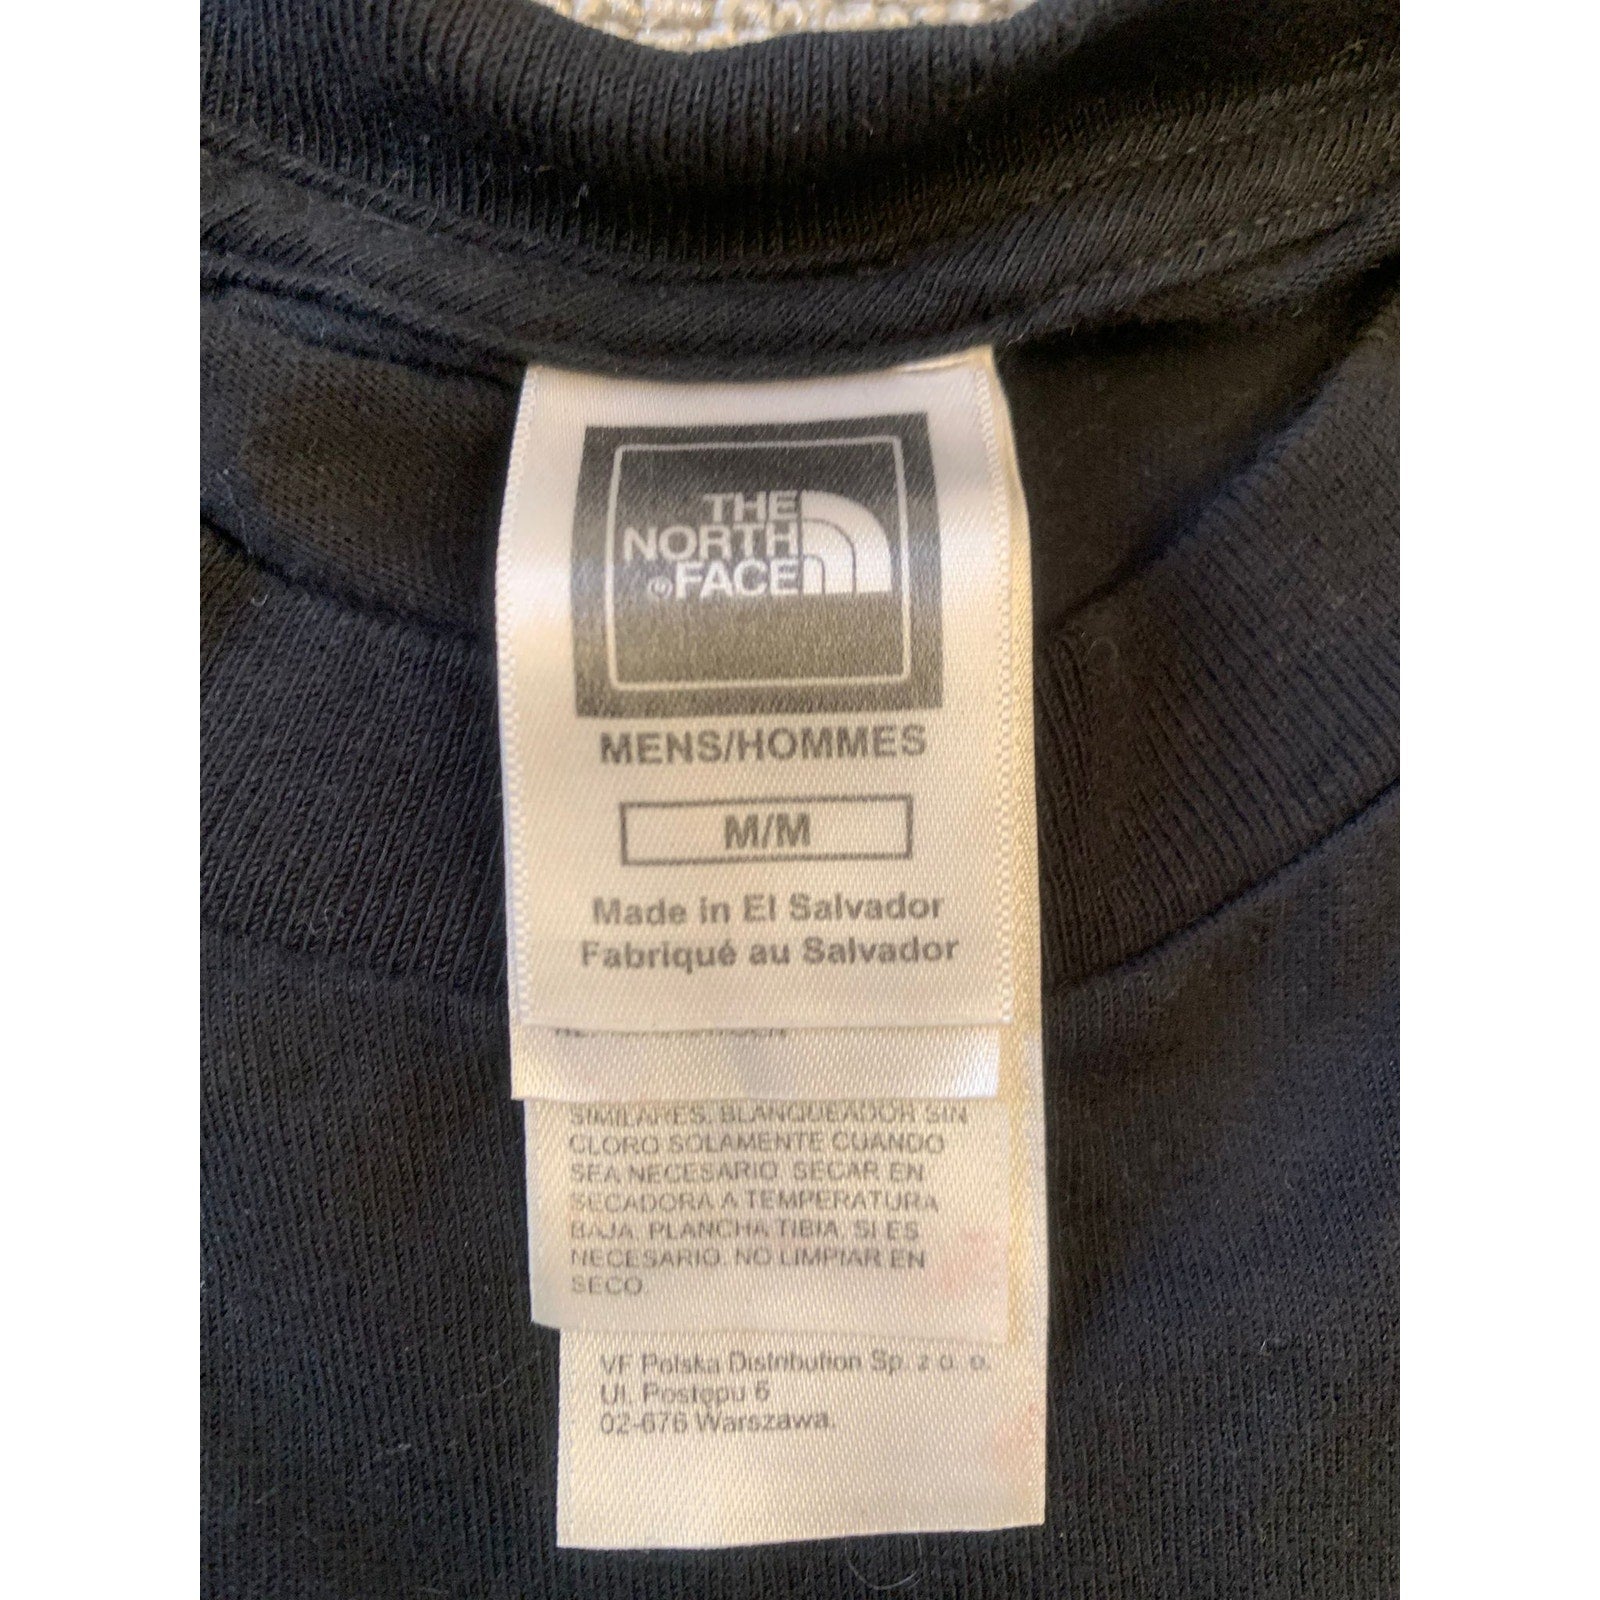 THE
NORTH
FACE
MENS/HOMMES
M/M
Made in El Salvador
Fabriqué au Salvador
SIMILARES. BLANQUEADOR SIN
CLORO SOLAMENTE CUANDO
SEA NECESARIO. SECAR EN
SECADORA A TEMPERATURA
BAJA. PLANCHA TIBIA, SI ES
NECESARIO. NO LIMPIAR EN
SECO.
VF Polska Distribution Sp. z o. o.
Ul. Postępu 6
02-676 Warszawa.